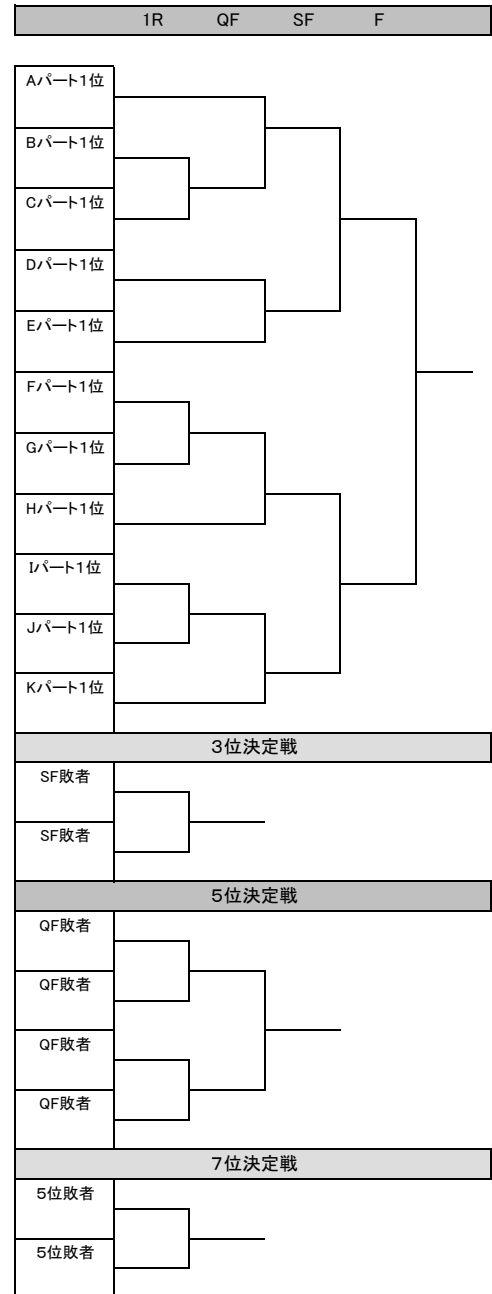 1R QF SF F
Aパート1位
Bパート1位
Cパート1位
Dパート1位
Eパート1位
Fパート1位
Gパート1位
Hパート1位
Iパート1位
Jパート1位
Kパート1位
3位決定戦
SF敗者
SF敗者
5位決定戦
QF敗者
QF敗者
QF敗者
QF敗者
7位決定戦
5位敗者
5位敗者